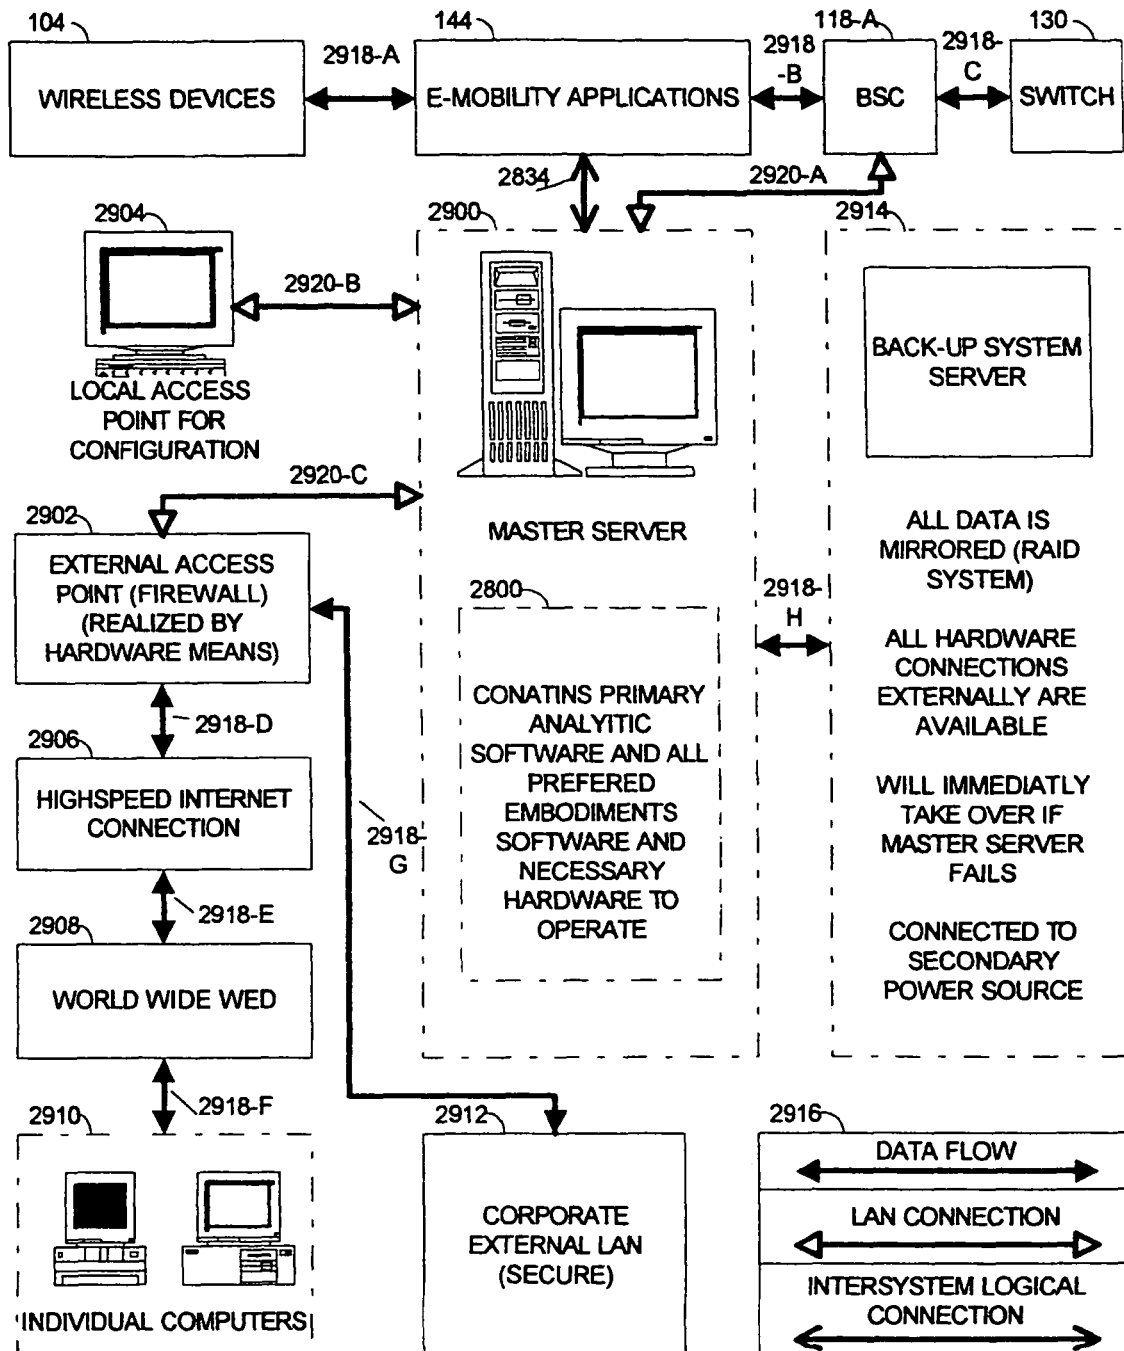 104
144
118-A
130
2918-A
2918
-B
2918-
C
WIRELESS DEVICES
E-MOBILITY APPLICATIONS
BSC
SWITCH
2834
2920-A
2904
2900
2914
2920-B
LOCAL ACCESS
POINT FOR
CONFIGURATION
BACK-UP SYSTEM
SERVER
2920-C
MASTER SERVER
ALL DATA IS
MIRRORED (RAID
SYSTEM)
ALL HARDWARE
CONNECTIONS
EXTERNALLY ARE
AVAILABLE
WILL IMMEDIATLY
TAKE OVER IF
MASTER SERVER
FAILS
CONNECTED TO
SECONDARY
POWER SOURCE
2902
EXTERNAL ACCESS
POINT (FIREWALL)
(REALIZED BY
HARDWARE MEANS)
2800
CONATINS PRIMARY
ANALYITIC
SOFTWARE AND ALL
PREFERED
EMBODIMENTS
SOFTWARE AND
NECESSARY
HARDWARE TO
OPERATE
2918-
H
2918-D
2906
HIGHSPEED INTERNET
CONNECTION
2918-
G
2918-E
2908
WORLD WIDE WED
2918-F
2910
INDIVIDUAL COMPUTERS
2912
CORPORATE
EXTERNAL LAN
(SECURE)
2916
DATA FLOW
LAN CONNECTION
INTERSYSTEM LOGICAL
CONNECTION